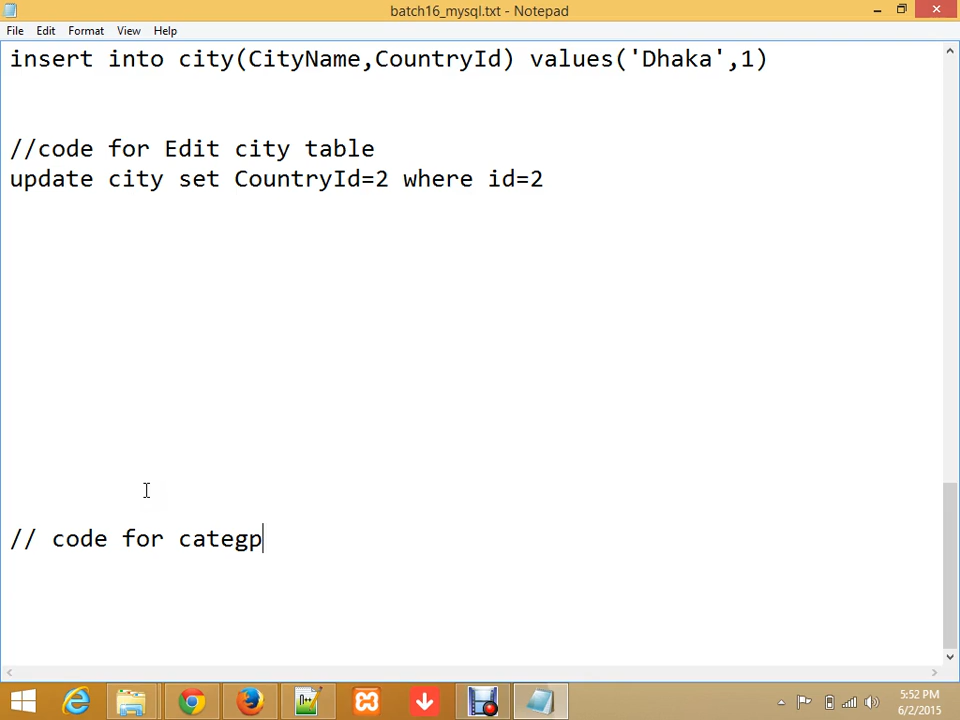 batch16_mysql.txt - Notepad
File Edit Format View Help
insert into city(CityName,CountryId) values('Dhaka',1)
//code for Edit city table
update city set CountryId=2 where id=2
// code for categp
5:52 PM
6/2/2015